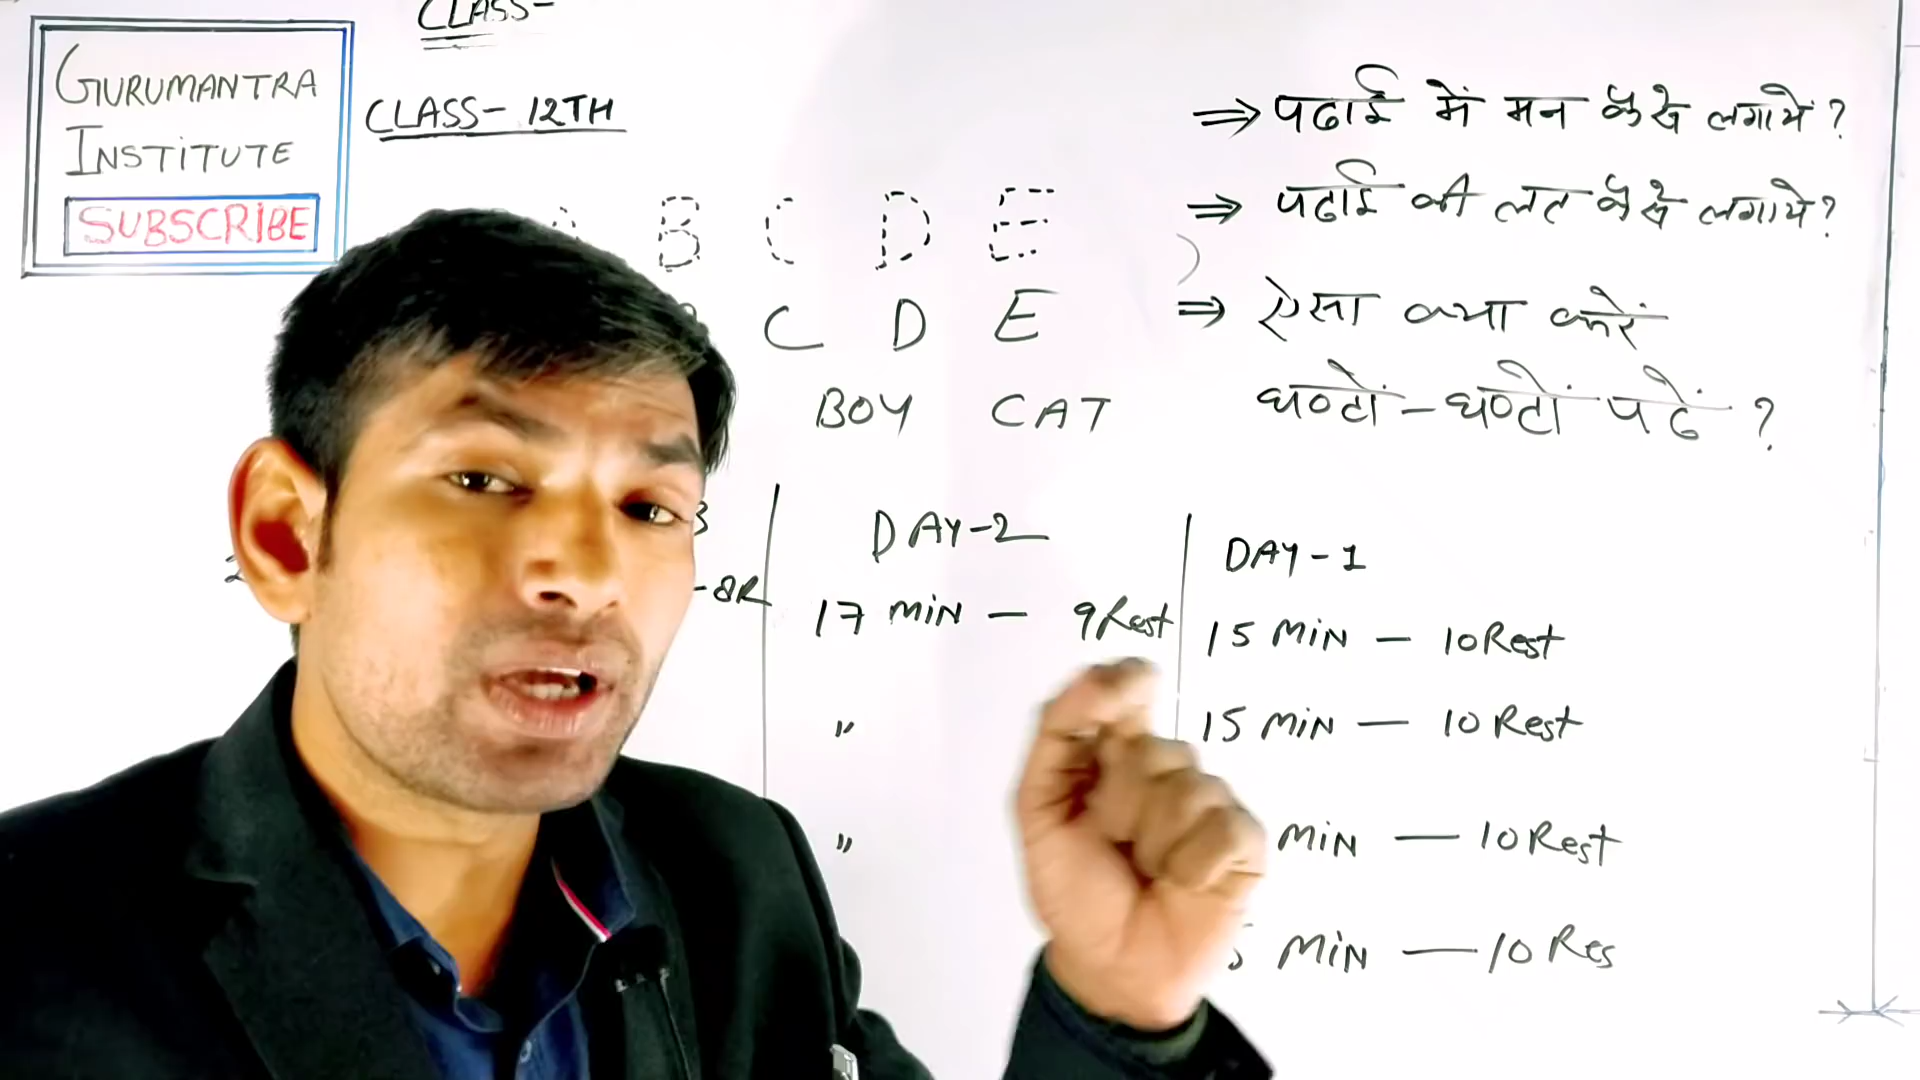 CLASS-
GURUMANTRA
INSTITUTE
SUBSCRIBE
CLASS- 12TH
B C D E
C D E
BOY CAT
⇒ पढाई में मन कैसे लगाये?
⇒ पढाई की लत कैसे लगाये?
⇒ ऐसा क्या करें
घण्टों - घण्टों पढें ?
-8R
DAY-2
17 MIN — 9 Rest
"
"
DAY-1
15 MIN — 10 Rest
15 MIN — 10 Rest
MIN — 10 Rest
MIN — 10 Res